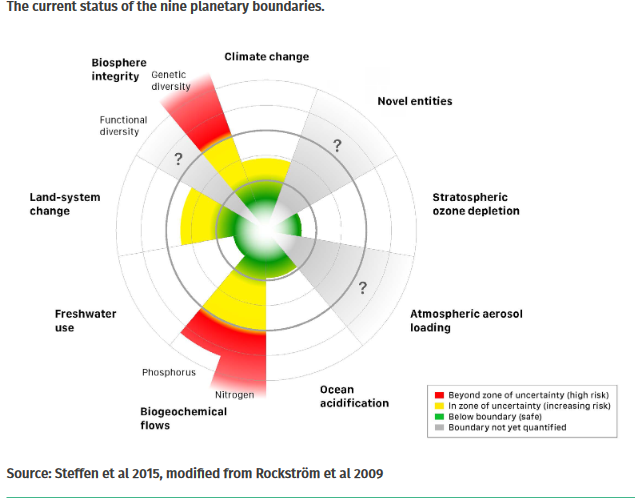 The current status of the nine planetary boundaries.
Climate change
Biosphere
integrity
Genetic
diversity
Novel entities
Functional
diversity
?
?
Land-system
change
Stratospheric
ozone depletion
?
Freshwater
use
Atmospheric aerosol
loading
Phosphorus
Nitrogen
Ocean
acidification
Biogeochemical
flows
Beyond zone of uncertainty (high risk)
In zone of uncertainty (increasing risk)
Below boundary (safe)
Boundary not yet quantified
Source: Steffen et al 2015, modified from Rockström et al 2009